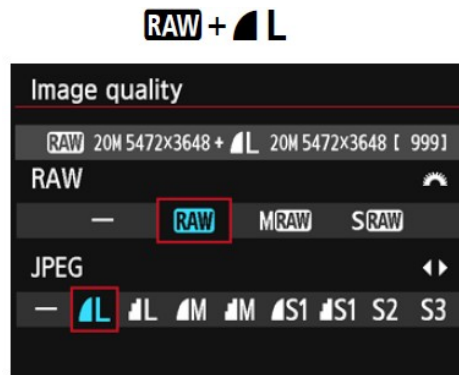 RAW + L
Image quality
RAW 20M 5472×3648 + L 20M 5472×3648 [ 999]
RAW
— RAW MRAW SRAW
JPEG
— L L M M S1 S1 S2 S3